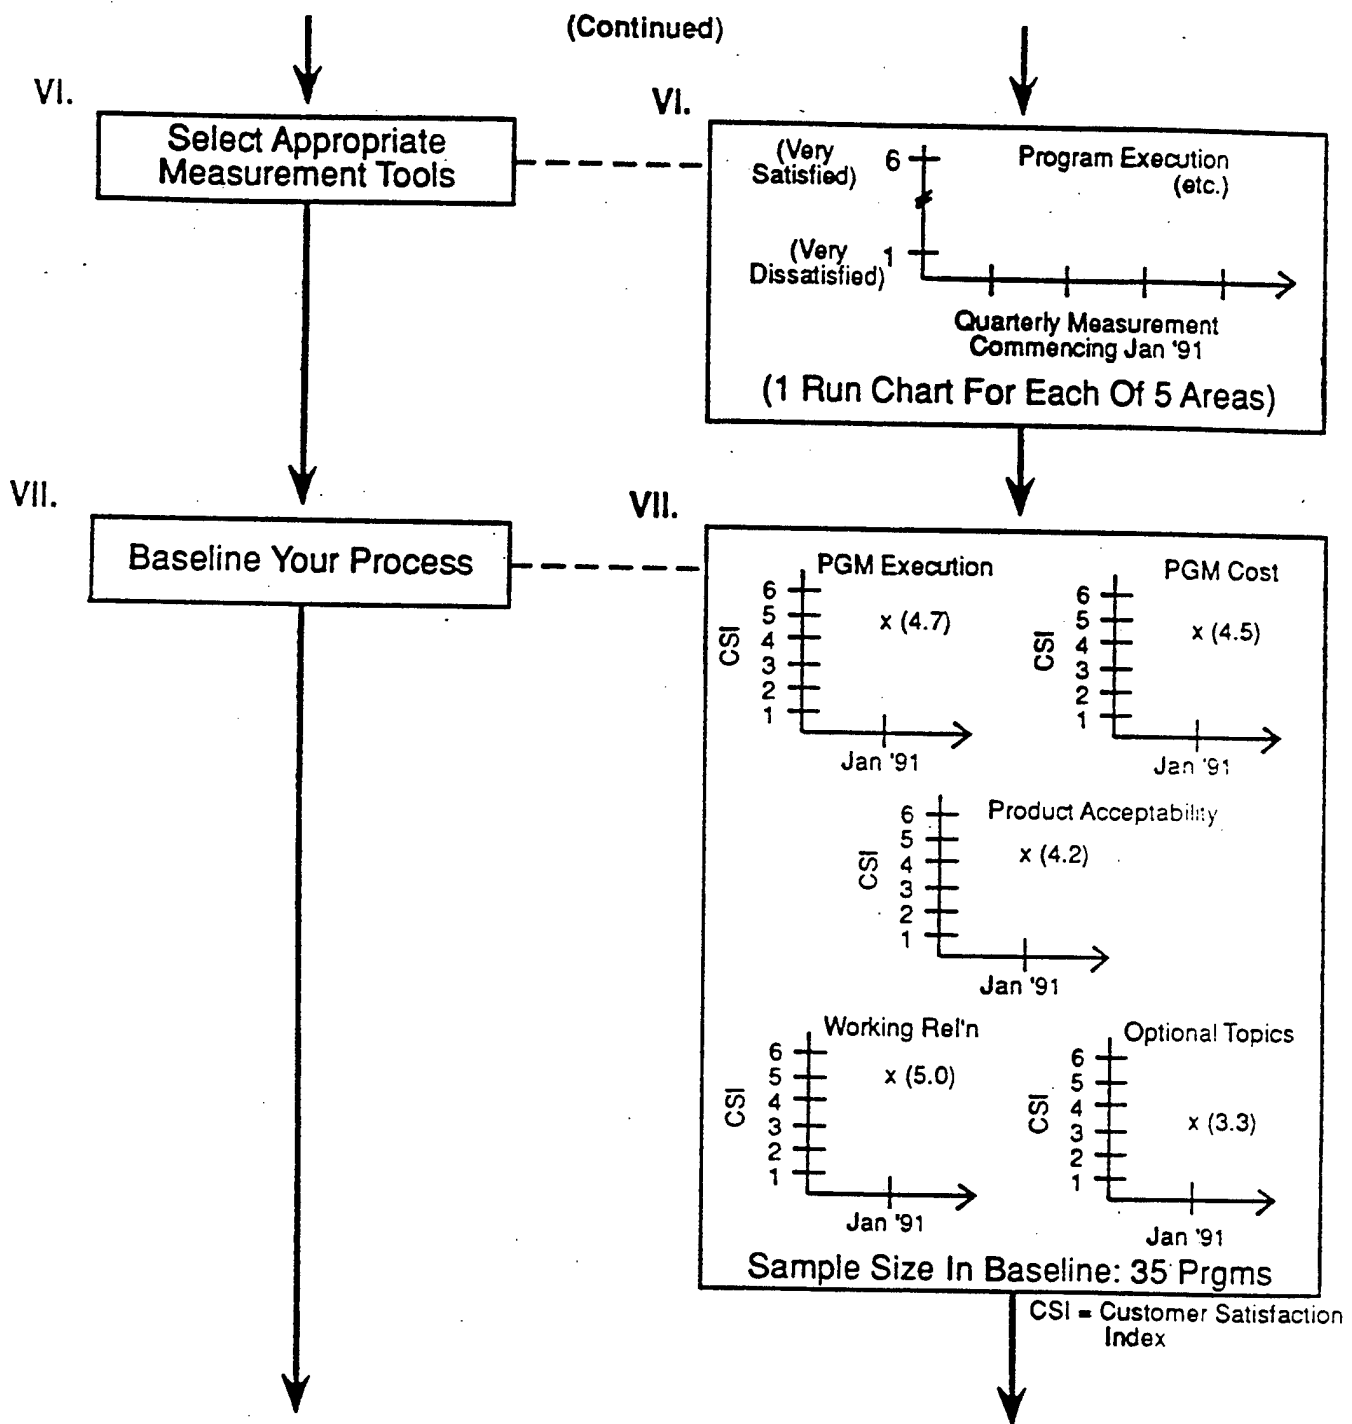 (Continued)
VI.
Select Appropriate
Measurement Tools
VI.
(Very
Satisfied)
6
Program Execution
(etc.)
(Very
Dissatisfied)
1
Quarterly Measurement
Commencing Jan '91
(1 Run Chart For Each Of 5 Areas)
VII.
Baseline Your Process
VII.
PGM Execution
CSI
6
5
4
3
2
1
x (4.7)
Jan '91
PGM Cost
CSI
6
5
4
3
2
1
x (4.5)
Jan '91
Product Acceptability
CSI
6
5
4
3
2
1
x (4.2)
Jan '91
Working Rel'n
CSI
6
5
4
3
2
1
x (5.0)
Jan '91
Optional Topics
CSI
6
5
4
3
2
1
x (3.3)
Jan '91
Sample Size In Baseline: 35 Prgms
CSI = Customer Satisfaction
Index